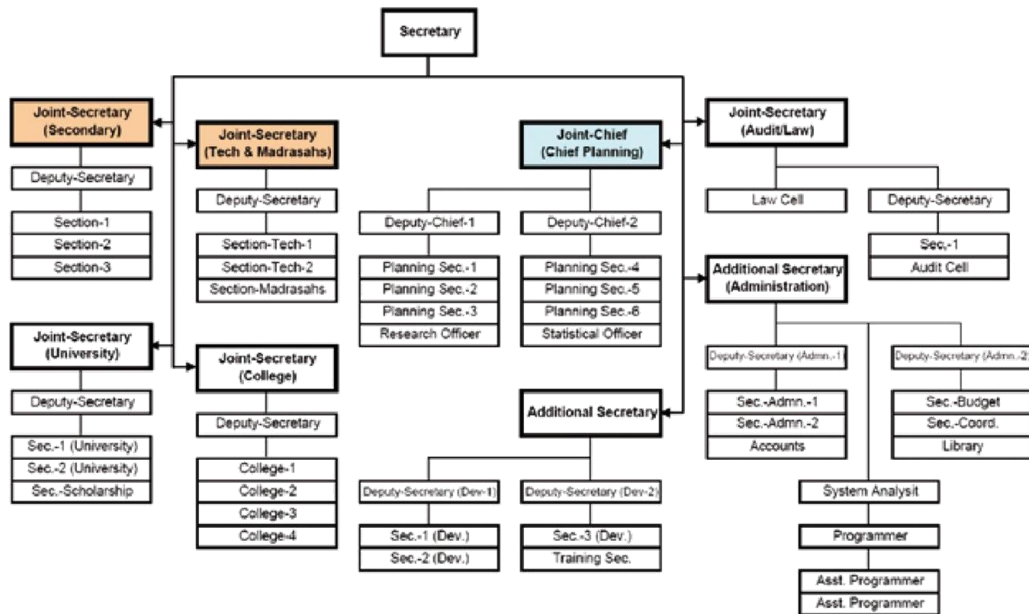 Secretary
Joint-Secretary
(Secondary)
Deputy-Secretary
Section-1
Section-2
Section-3
Joint-Secretary
(Tech & Madrasahs)
Deputy-Secretary
Section-Tech-1
Section-Tech-2
Section-Madrasahs
Joint-Chief
(Chief Planning)
Deputy-Chief-1
Planning Sec.-1
Planning Sec.-2
Planning Sec.-3
Research Officer
Deputy-Chief-2
Planning Sec.-4
Planning Sec.-5
Planning Sec.-6
Statistical Officer
Joint-Secretary
(Audit/Law)
Law Cell
Deputy-Secretary
Sec.-1
Audit Cell
Joint-Secretary
(University)
Deputy-Secretary
Sec.-1 (University)
Sec.-2 (University)
Sec.-Scholarship
Joint-Secretary
(College)
Deputy-Secretary
College-1
College-2
College-3
College-4
Additional Secretary
Deputy-Secretary (Dev-1)
Sec.-1 (Dev.)
Sec.-2 (Dev.)
Deputy-Secretary (Dev-2)
Sec.-3 (Dev.)
Training Sec.
Additional Secretary
(Administration)
Deputy-Secretary (Admn.-1)
Sec.-Admn.-1
Sec.-Admn.-2
Accounts
Deputy-Secretary (Admn.-2)
Sec.-Budget
Sec.-Coord.
Library
System Analysit
Programmer
Asst. Programmer
Asst. Programmer